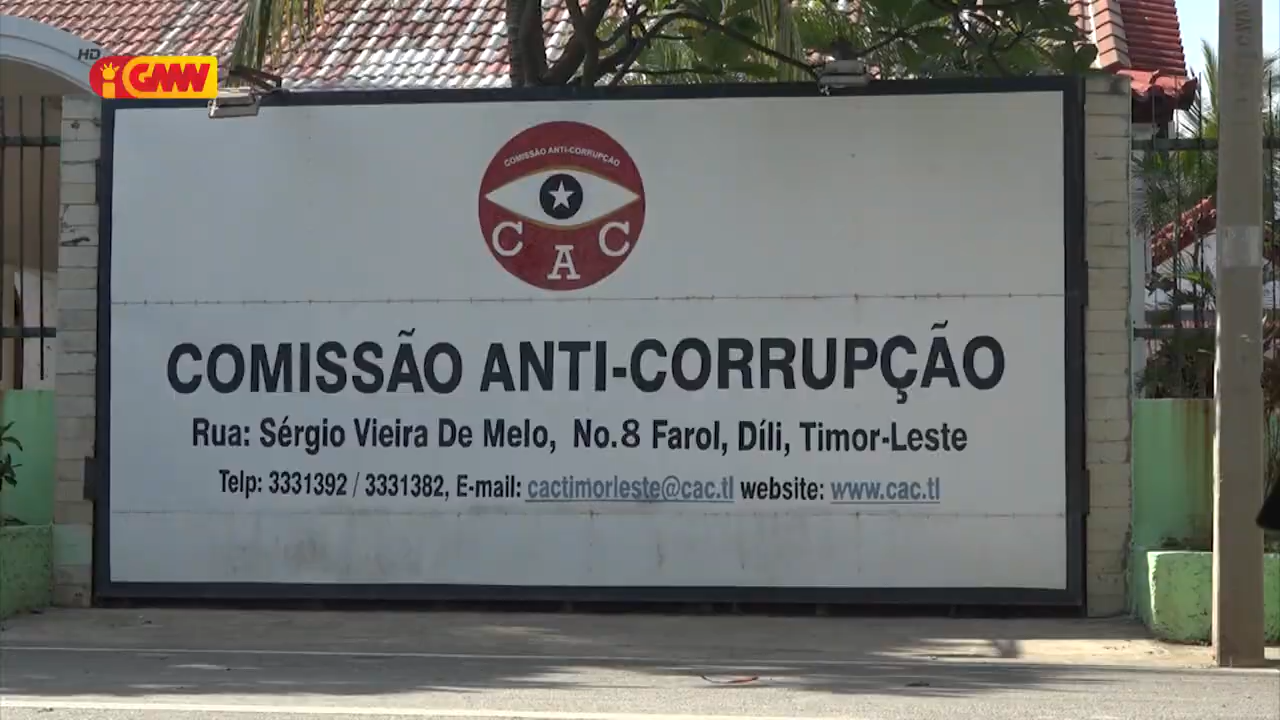 HD
GMN
COMISSÃO ANTI-CORRUPÇÃO
C A C
COMISSÃO ANTI-CORRUPÇÃO
Rua: Sérgio Vieira De Melo, No.8 Farol, Díli, Timor-Leste
Telp: 3331392 / 3331382, E-mail: cactimorleste@cac.tl website: www.cac.tl